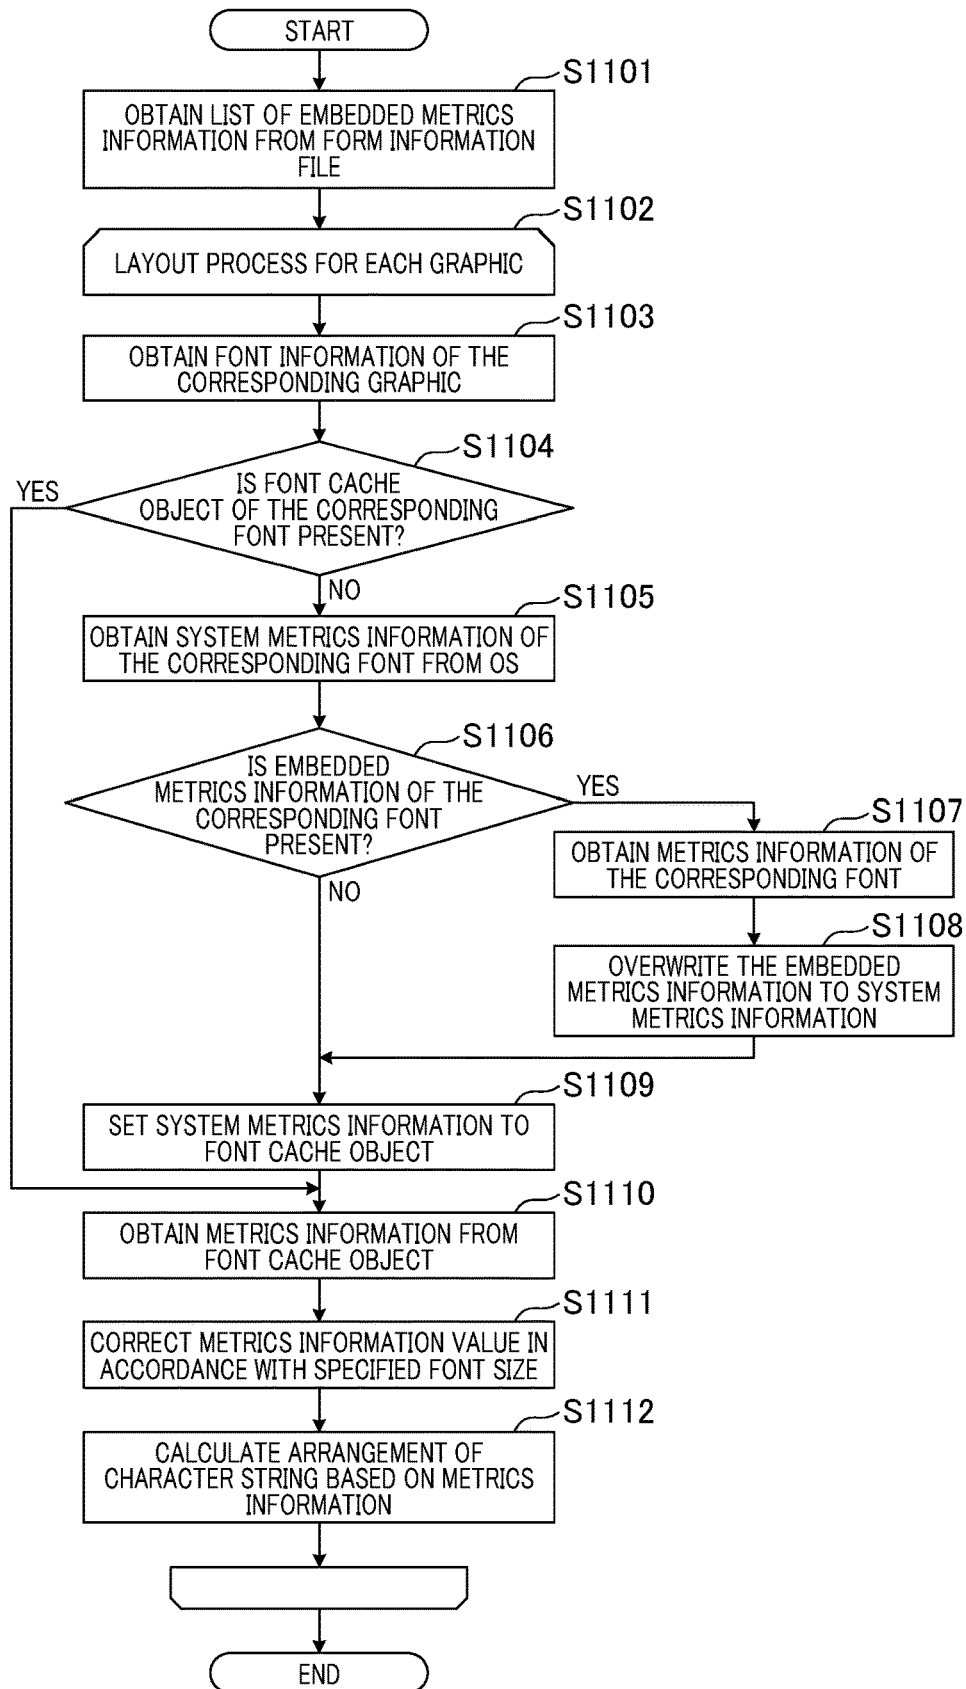 START
S1101
OBTAIN LIST OF EMBEDDED METRICS
INFORMATION FROM FORM INFORMATION
FILE
S1102
LAYOUT PROCESS FOR EACH GRAPHIC
S1103
OBTAIN FONT INFORMATION OF THE
CORRESPONDING GRAPHIC
S1104
YES
IS FONT CACHE
OBJECT OF THE CORRESPONDING
FONT PRESENT?
NO
S1105
OBTAIN SYSTEM METRICS INFORMATION OF
THE CORRESPONDING FONT FROM OS
S1106
IS EMBEDDED
METRICS INFORMATION OF THE
CORRESPONDING FONT
PRESENT?
YES
NO
S1107
OBTAIN METRICS INFORMATION OF
THE CORRESPONDING FONT
S1108
OVERWRITE THE EMBEDDED
METRICS INFORMATION TO SYSTEM
METRICS INFORMATION
S1109
SET SYSTEM METRICS INFORMATION TO
FONT CACHE OBJECT
S1110
OBTAIN METRICS INFORMATION FROM
FONT CACHE OBJECT
S1111
CORRECT METRICS INFORMATION VALUE IN
ACCORDANCE WITH SPECIFIED FONT SIZE
S1112
CALCULATE ARRANGEMENT OF
CHARACTER STRING BASED ON METRICS
INFORMATION
END